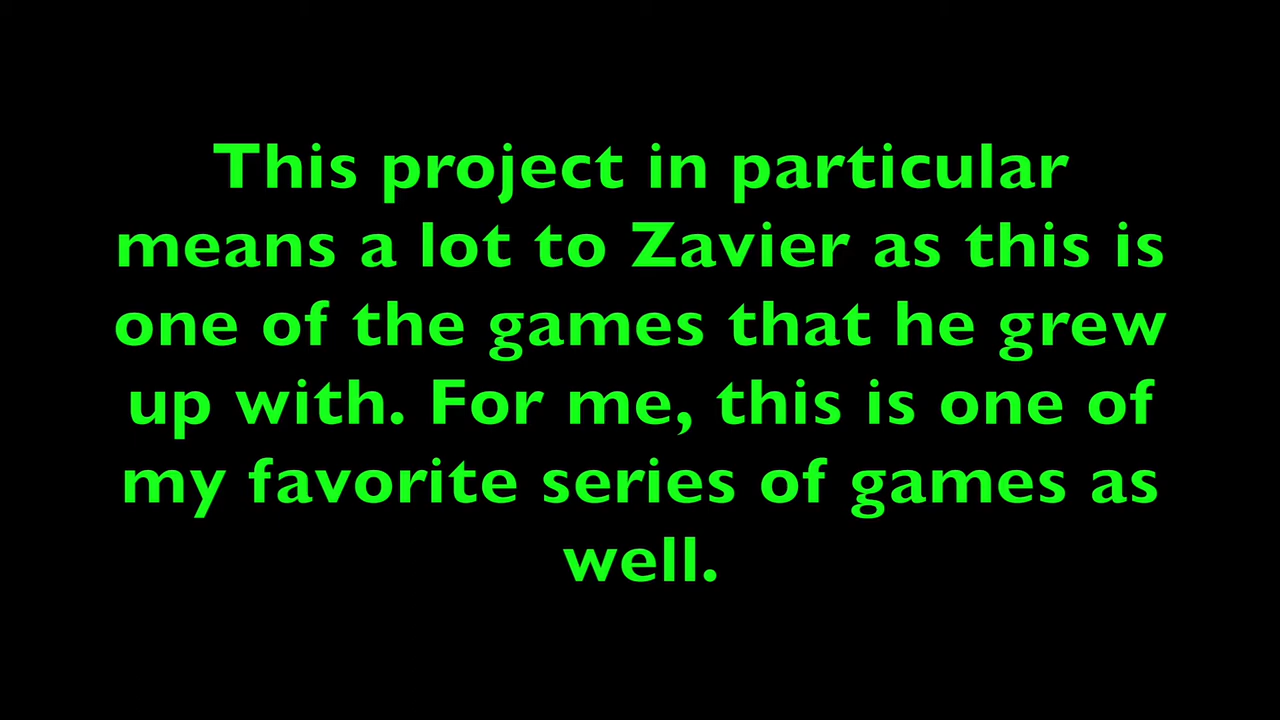 This project in particular
means a lot to Zavier as this is
one of the games that he grew
up with. For me, this is one of
my favorite series of games as
well.